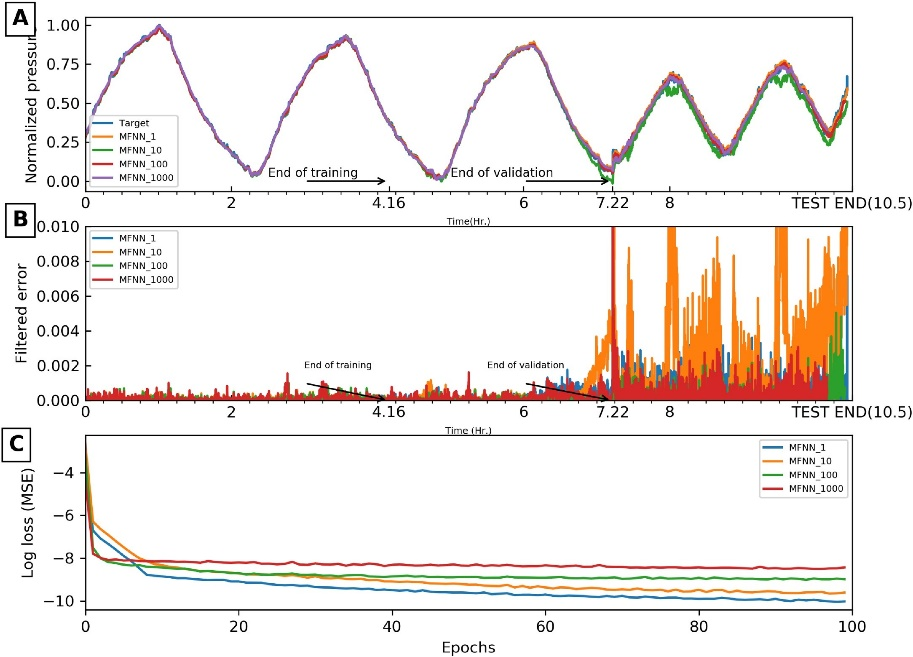 A
Normalized pressure
1.00
0.75
0.50
0.25
0.00
Target
MFNN_1
MFNN_10
MFNN_100
MFNN_1000
End of training
End of validation
0 2 4.16 6 7.22 8 TEST END(10.5)
Time(Hr.)
B
Filtered error
0.010
0.008
0.006
0.004
0.002
0.000
MFNN_1
MFNN_10
MFNN_100
MFNN_1000
End of training
End of validation
0 2 4.16 6 7.22 8 TEST END(10.5)
Time (Hr.)
C
Log loss (MSE)
−4
−6
−8
−10
MFNN_1
MFNN_10
MFNN_100
MFNN_1000
0 20 40 60 80 100
Epochs